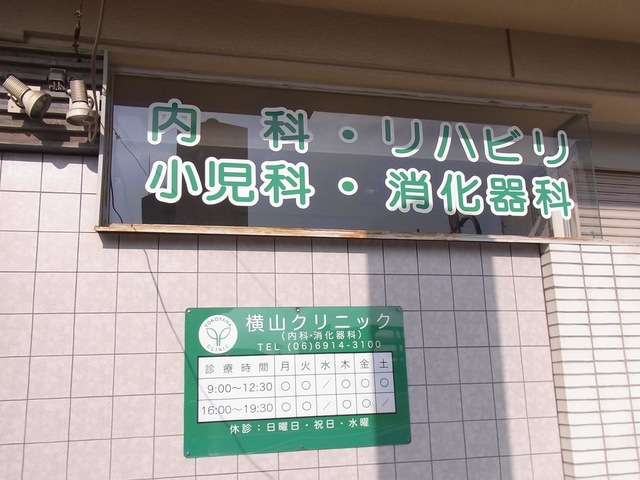 内科・リハビリ
小児科・消化器科
YOKOYAMA CLINIC
横山クリニック
(内科・消化器科)
TEL (06)6914-3100
診療時間 月 火 水 木 金 土
9:00〜12:30 ○ ○ ／ ○ ○ ○
16:00〜19:30 ○ ○ ／ ○ ○ ／
休診：日曜日・祝日・水曜